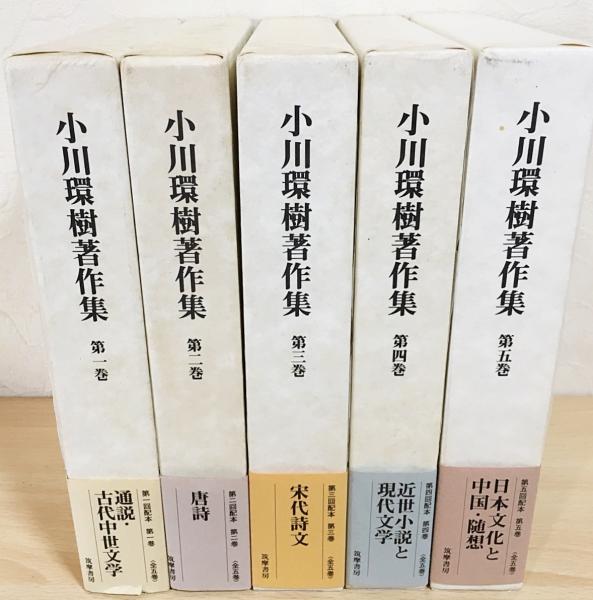 小川環樹著作集 第一巻
第一回配本 第一巻 〈全五巻〉
通説・
古代中世文学
小川環樹著作集 第二巻
第二回配本 第二巻 〈全五巻〉
唐詩
筑摩書房
小川環樹著作集 第三巻
第三回配本 第三巻 〈全五巻〉
宋代詩文
筑摩書房
小川環樹著作集 第四巻
第四回配本 第四巻 〈全五巻〉
近世小説と
現代文学
筑摩書房
小川環樹著作集 第五巻
第五回配本 第五巻 〈全五巻〉
日本文化と
中国・随想
筑摩書房